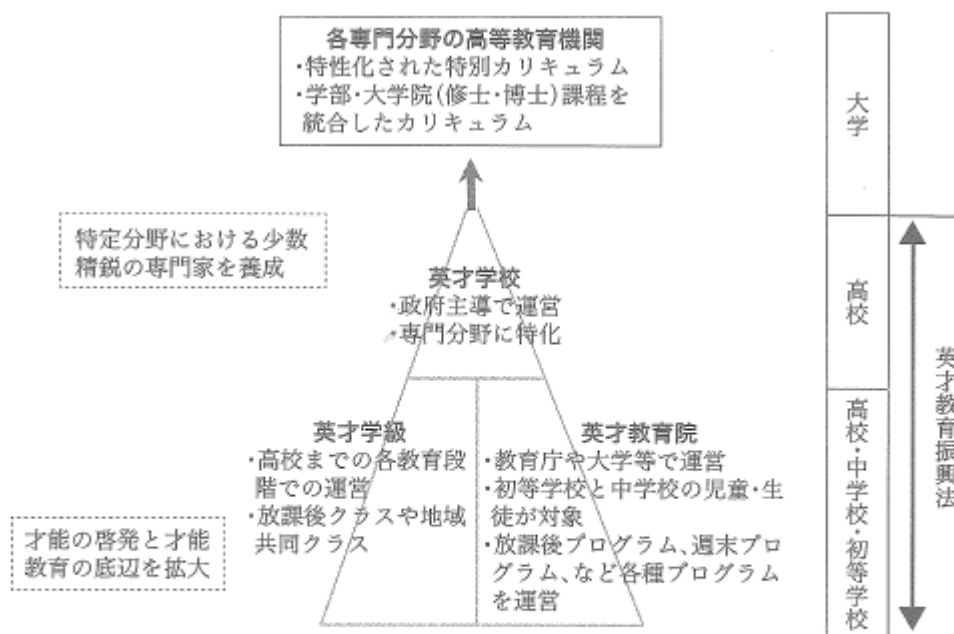 各専門分野の高等教育機関
・特性化された特別カリキュラム
・学部・大学院(修士・博士)課程を
統合したカリキュラム
特定分野における少数
精鋭の専門家を養成
英才学校
・政府主導で運営
・専門分野に特化
英才学級
・高校までの各教育段
階での運営
・放課後クラスや地域
共同クラス
英才教育院
・教育庁や大学等で運営
・初等学校と中学校の児童・生
徒が対象
・放課後プログラム、週末プロ
グラム、など各種プログラム
を運営
才能の啓発と才能
教育の底辺を拡大
大学
高校
高校・中学校・初等学校
英才教育振興法